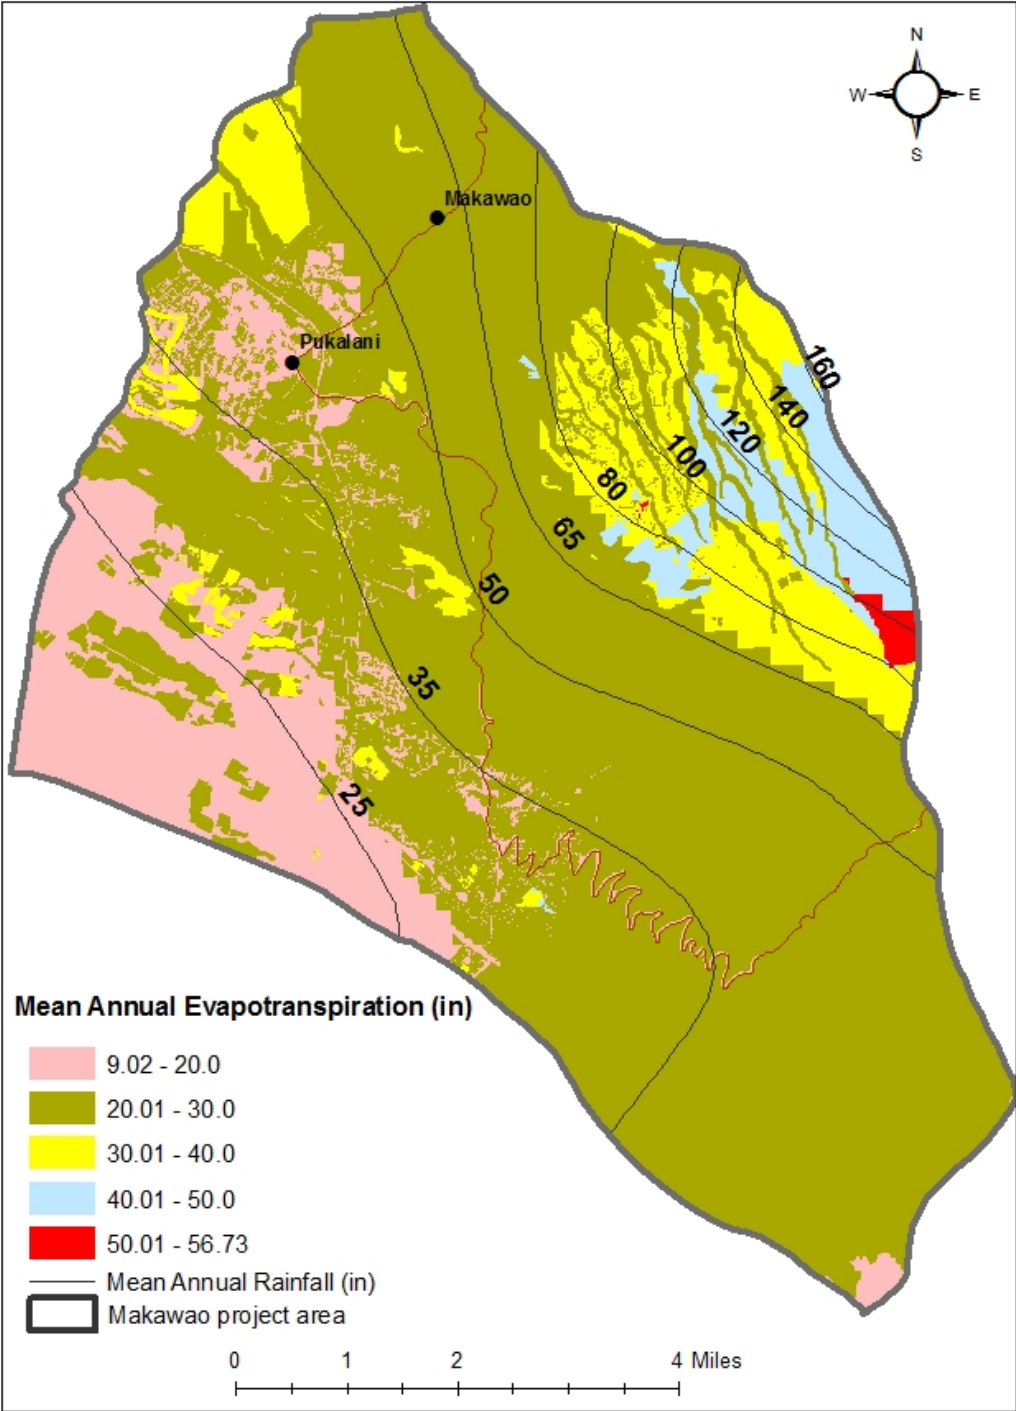 N
W E
S
Makawao
Pukalani
160
140
120
100
80
65
50
35
25
Mean Annual Evapotranspiration (in)
9.02 - 20.0
20.01 - 30.0
30.01 - 40.0
40.01 - 50.0
50.01 - 56.73
Mean Annual Rainfall (in)
Makawao project area
0 1 2 4 Miles